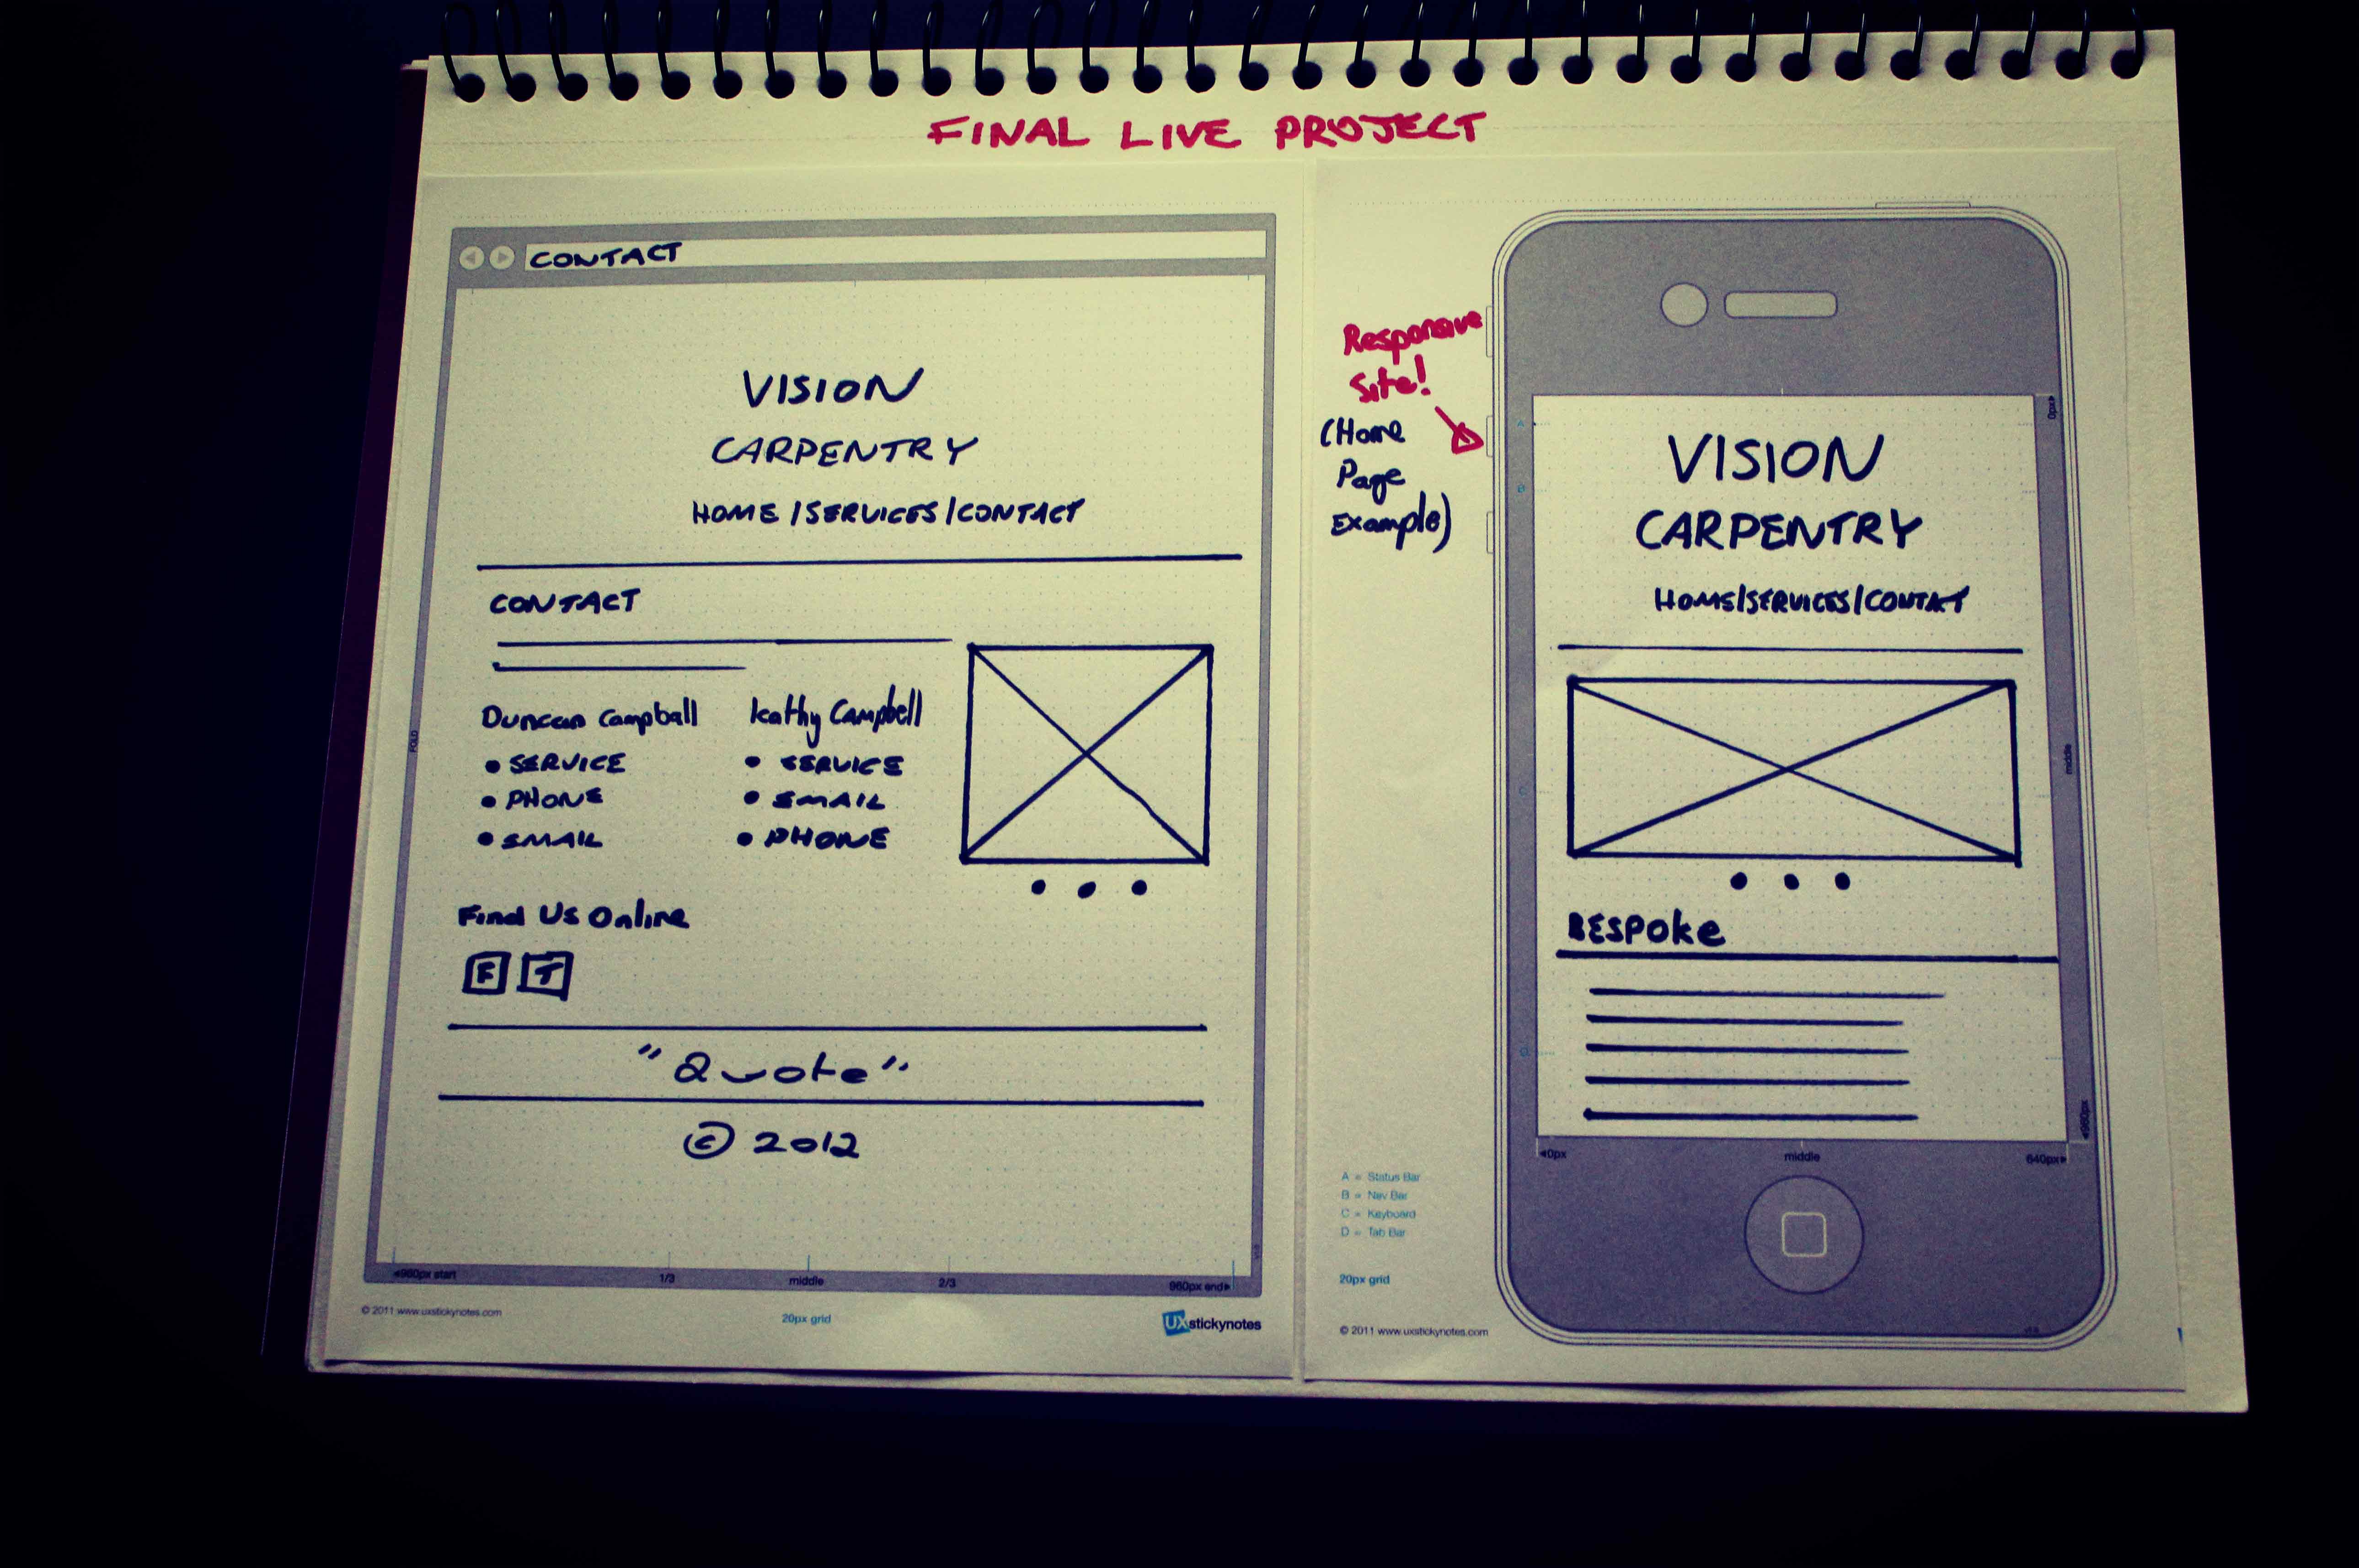 FINAL LIVE PROJECT
CONTACT
VISION
CARPENTRY
HOME / SERVICES / CONTACT
CONTACT
Duncan Campball
• SERVICE
• PHONE
• EMAIL
Kathy Campbell
• SERVICE
• EMAIL
• PHONE
Find Us Online
F T
"Quote"
© 2012
FOLD
◀960px start
1/3
middle
2/3
960px end▶
© 2011 www.uxstickynotes.com
20px grid
UXstickynotes
Responsive
Site!
(Home
Page
Example)
A
B
C
D
VISION
CARPENTRY
HOME/SERVICES/CONTACT
BESPOKE
0px
middle
960px
◀0px
middle
640px▶
A = Status Bar
B = Nav Bar
C = Keyboard
D = Tab Bar
20px grid
© 2011 www.uxstickynotes.com